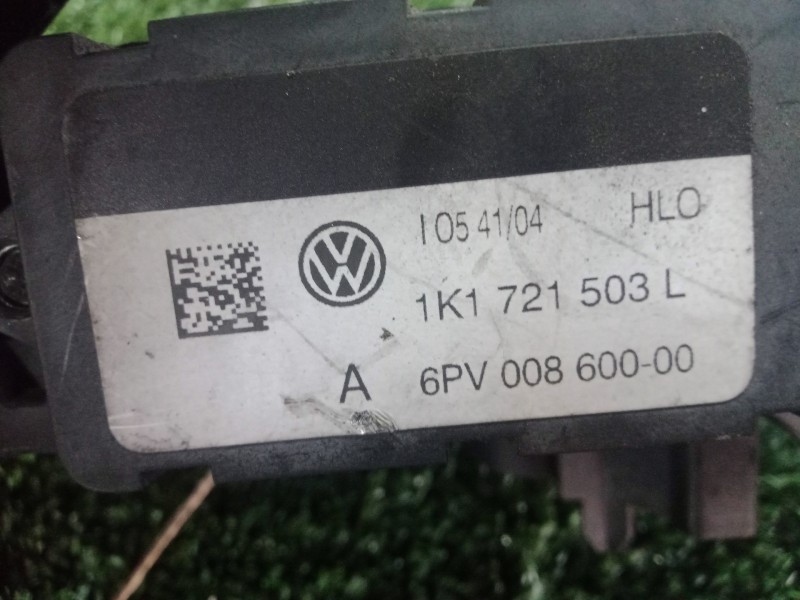 I 05 41/04 HLO
1K1 721 503 L
A 6PV 008 600-00